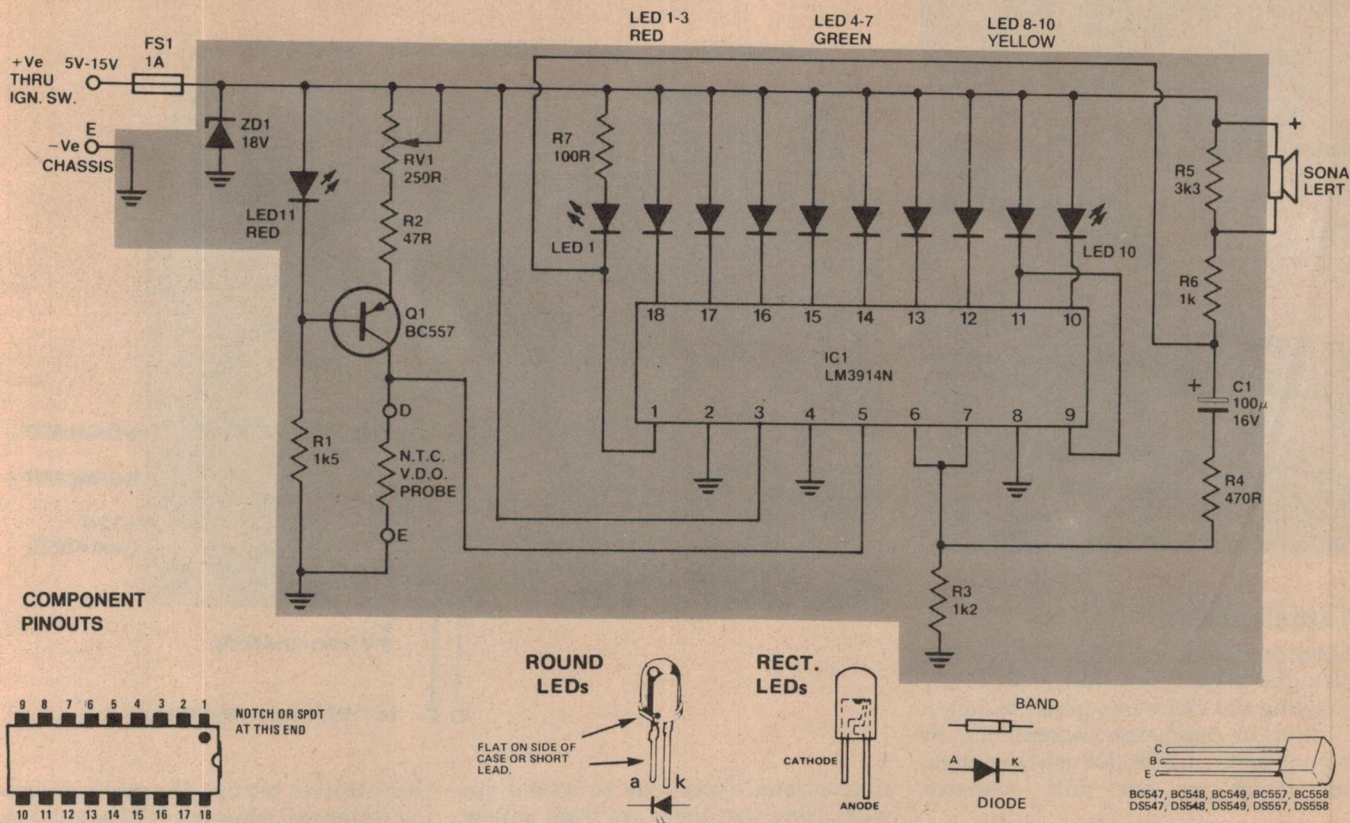 LED 1-3
RED
LED 4-7
GREEN
LED 8-10
YELLOW
+Ve
THRU
IGN. SW.
5V-15V
FS1
1A
E
-Ve
CHASSIS
ZD1
18V
LED11
RED
RV1
250R
R2
47R
Q1
BC557
R1
1k5
D
N.T.C.
V.D.O.
PROBE
E
R7
100R
LED 1
LED 10
18 17 16 15 14 13 12 11 10
IC1
LM3914N
1 2 3 4 5 6 7 8 9
R5
3k3
+
SONA
LERT
R6
1k
+
C1
100µ
16V
R4
470R
R3
1k2
COMPONENT
PINOUTS
9 8 7 6 5 4 3 2 1
NOTCH OR SPOT
AT THIS END
10 11 12 13 14 15 16 17 18
ROUND
LEDs
FLAT ON SIDE OF
CASE OR SHORT
LEAD.
a k
RECT.
LEDs
CATHODE
ANODE
BAND
A K
DIODE
C
B
E
BC547, BC548, BC549, BC557, BC558
DS547, DS548, DS549, DS557, DS558